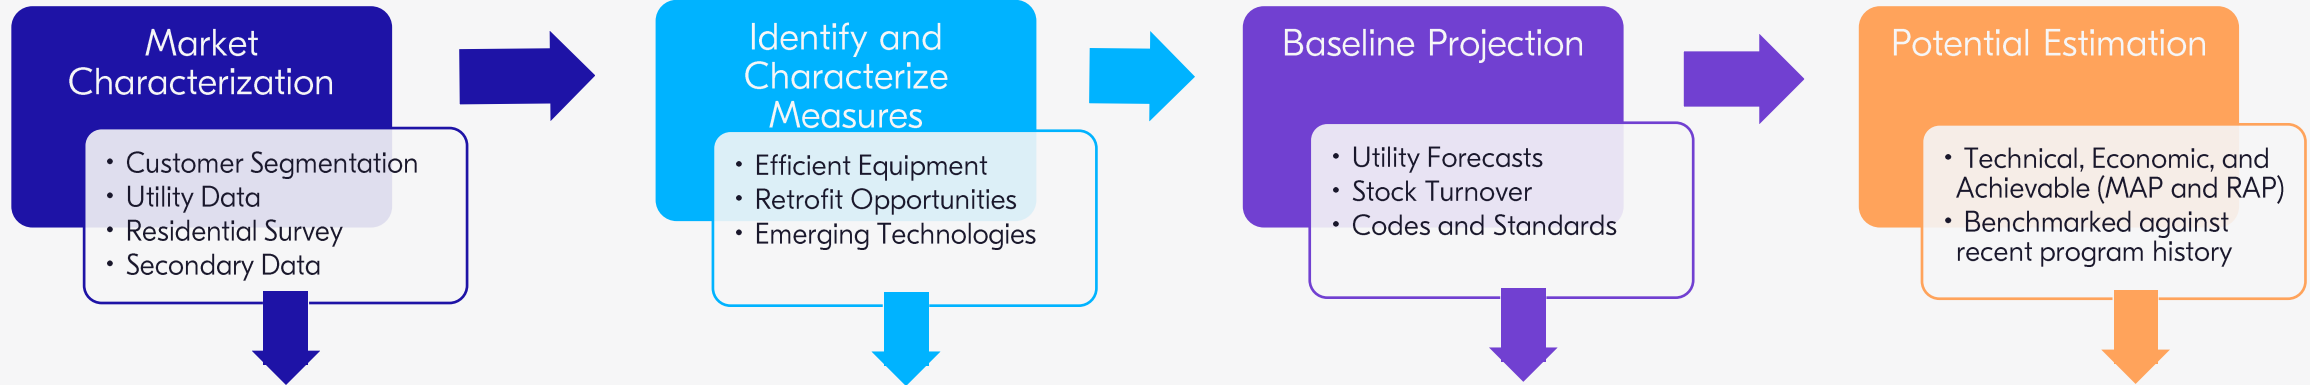 Market
Characterization
• Customer Segmentation
• Utility Data
• Residential Survey
• Secondary Data
Identify and
Characterize
Measures
• Efficient Equipment
• Retrofit Opportunities
• Emerging Technologies
Baseline Projection
• Utility Forecasts
• Stock Turnover
• Codes and Standards
Potential Estimation
• Technical, Economic, and
Achievable (MAP and RAP)
• Benchmarked against
recent program history